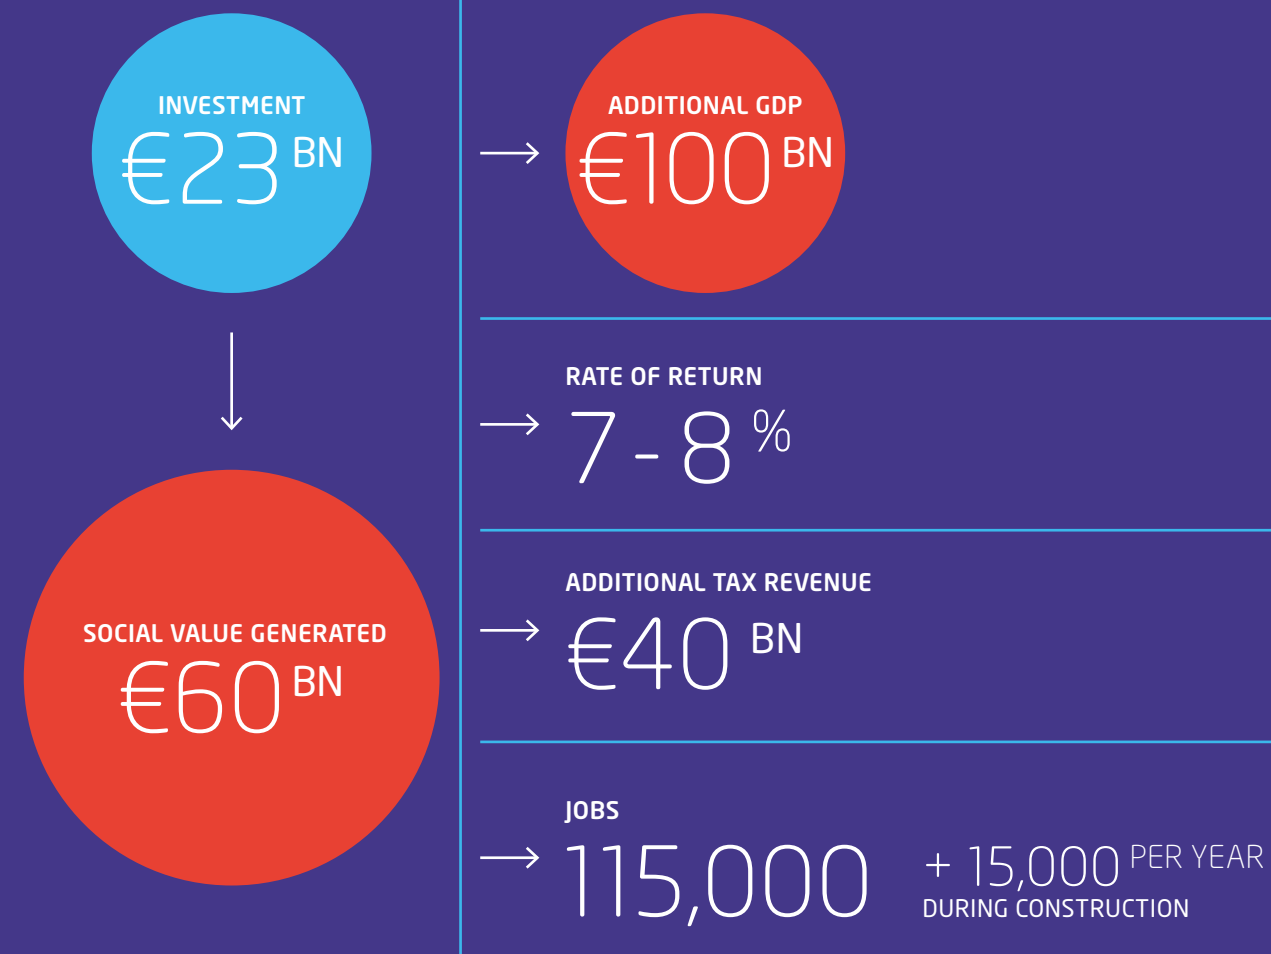 INVESTMENT
€23 BN
SOCIAL VALUE GENERATED
€60 BN
ADDITIONAL GDP
€100 BN
RATE OF RETURN
7 - 8 %
ADDITIONAL TAX REVENUE
€40 BN
JOBS
115,000
+ 15,000 PER YEAR
DURING CONSTRUCTION